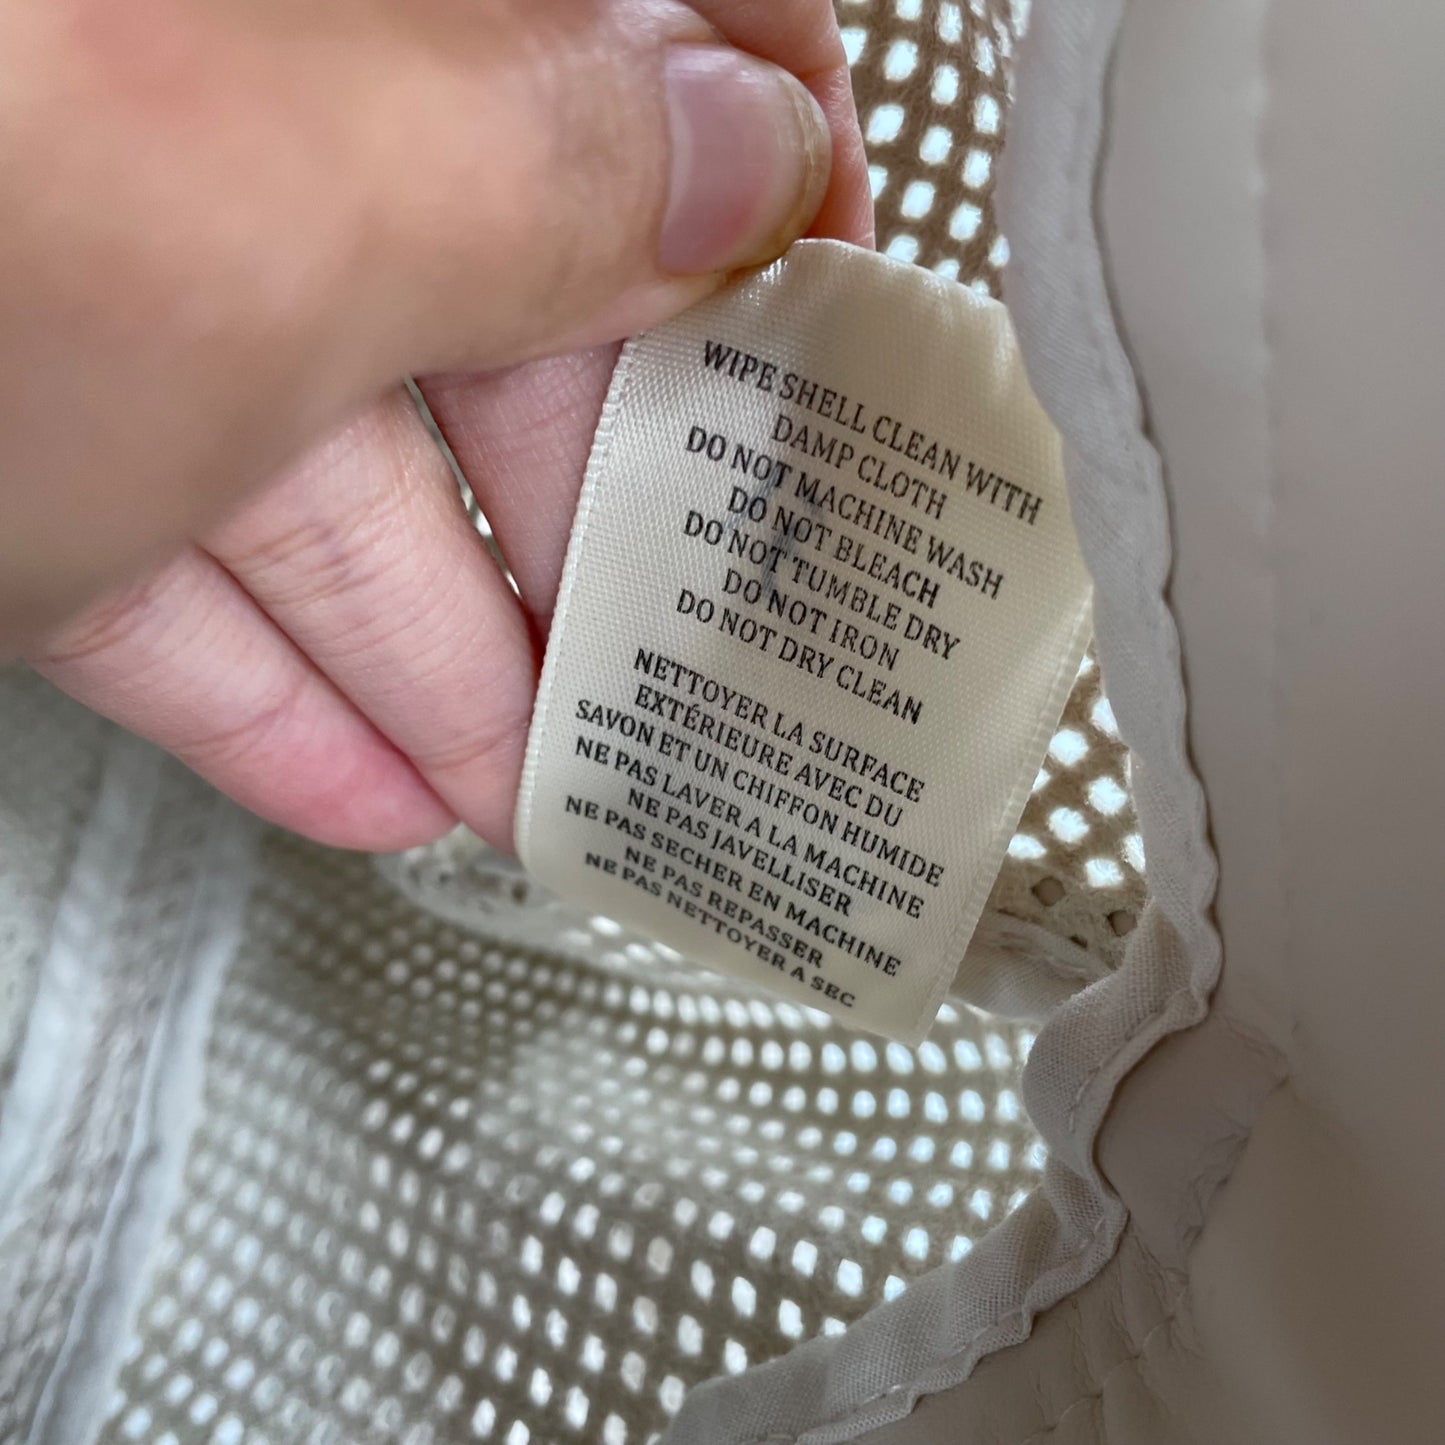 WIPE SHELL CLEAN WITH
DAMP CLOTH
DO NOT MACHINE WASH
DO NOT BLEACH
DO NOT TUMBLE DRY
DO NOT IRON
DO NOT DRY CLEAN
NETTOYER LA SURFACE
EXTÉRIEURE AVEC DU
SAVON ET UN CHIFFON HUMIDE
NE PAS LAVER A LA MACHINE
NE PAS JAVELLISER
NE PAS SECHER EN MACHINE
NE PAS REPASSER
NE PAS NETTOYER A SEC